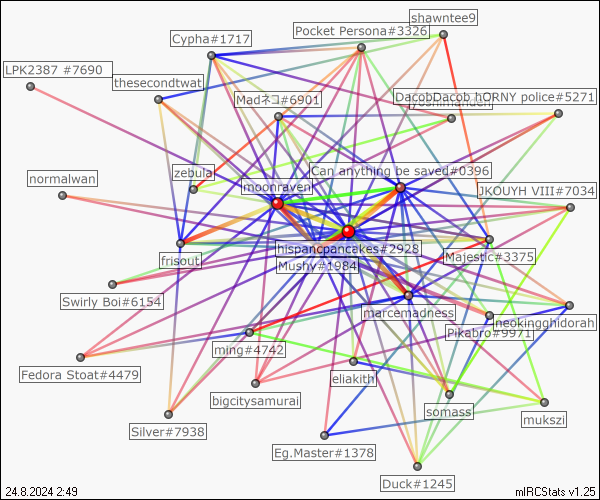 shawntee9
Pocket Persona#3326
Cypha#1717
LPK2387 #7690
thesecondtwat
DacobDacob hORNY police#5271
Madネコ#6901
zebula
Can anything be saved#0396
normalwan
moonraven
JKOUYH VIII#7034
hispancpancakes#2928
frisout
Mushy#1984
Majestic#3375
Swirly Boi#6154
marcemadness
neokingghidorah
Pikabro#9971
ming#4742
Fedora Stoat#4479
eliakith
bigcitysamurai
somass
mukszi
Silver#7938
Eg.Master#1378
Duck#1245
24.8.2024 2:49
mIRCStats v1.25